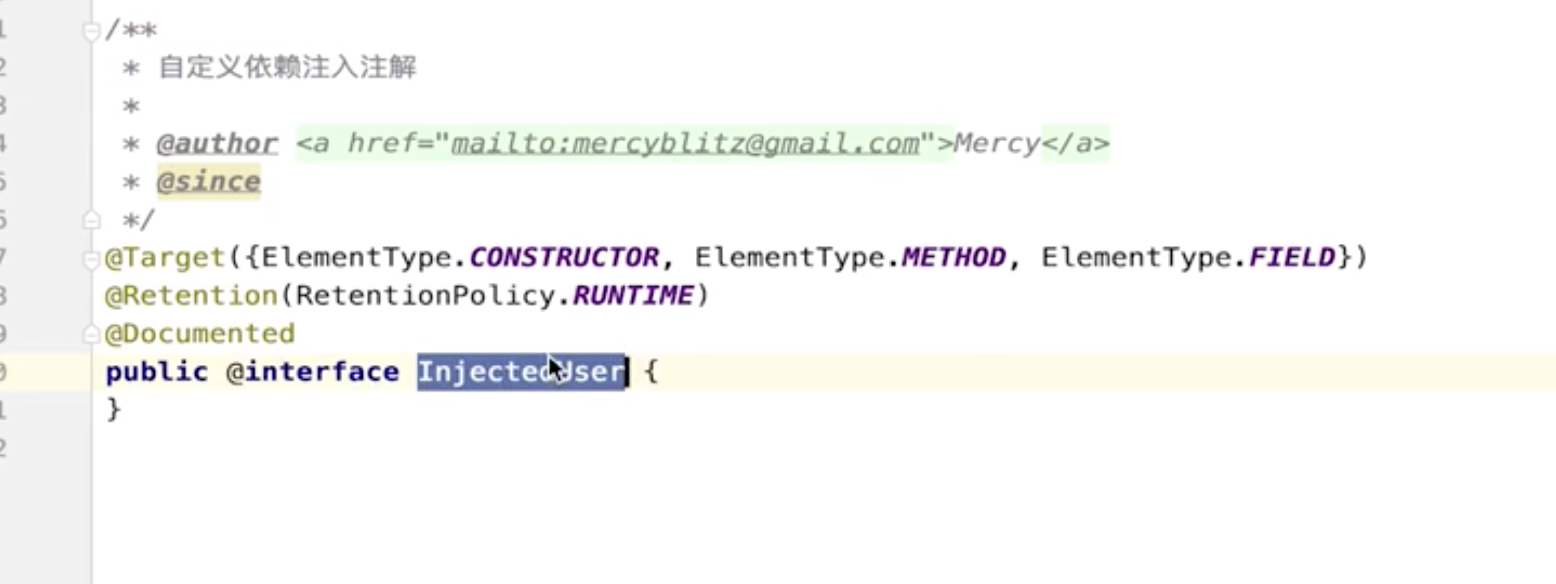 /**
* 自定义依赖注入注解
*
* @author <a href="mailto:mercyblitz@gmail.com">Mercy</a>
* @since
*/
@Target({ElementType.CONSTRUCTOR, ElementType.METHOD, ElementType.FIELD})
@Retention(RetentionPolicy.RUNTIME)
@Documented
public @interface InjectedUser {
}